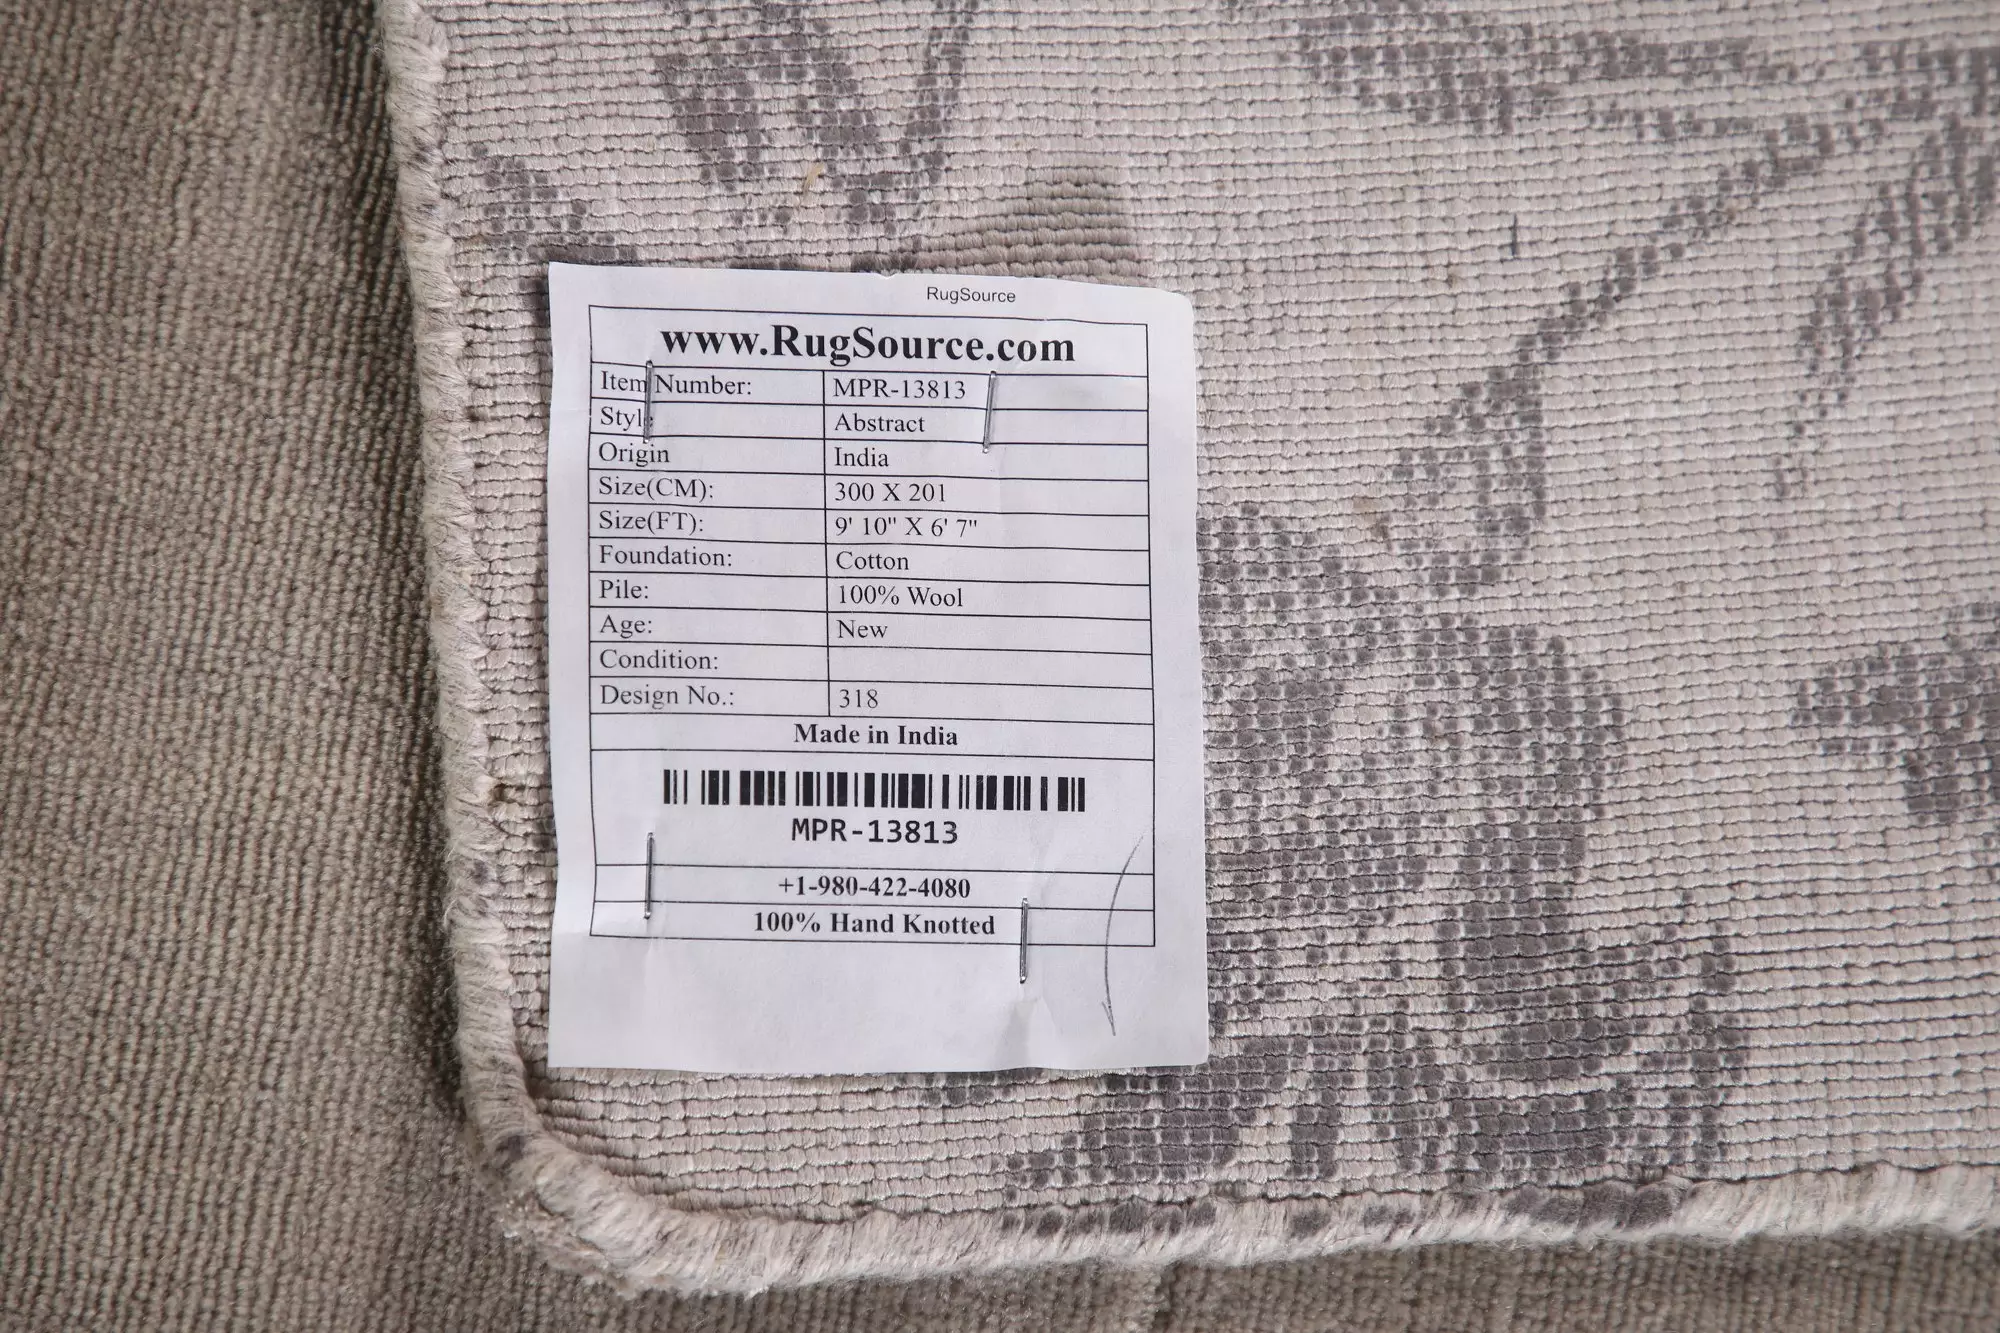 RugSource
www.RugSource.com
Item Number: MPR-13813
Style: Abstract
Origin India
Size(CM): 300 X 201
Size(FT): 9' 10" X 6' 7"
Foundation: Cotton
Pile: 100% Wool
Age: New
Condition:
Design No.: 318
Made in India
MPR-13813
+1-980-422-4080
100% Hand Knotted